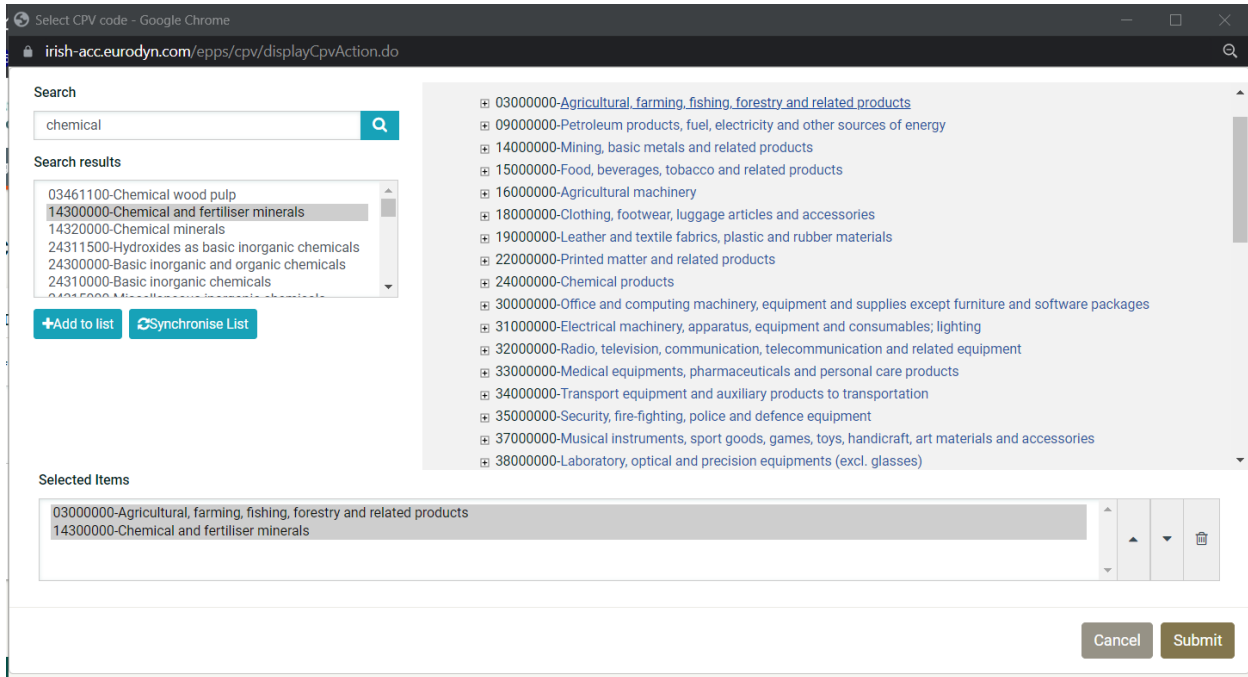 Select CPV code - Google Chrome
irish-acc.eurodyn.com/epps/cpv/displayCpvAction.do
Search
chemical
Search results
03461100-Chemical wood pulp
14300000-Chemical and fertiliser minerals
14320000-Chemical minerals
24311500-Hydroxides as basic inorganic chemicals
24300000-Basic inorganic and organic chemicals
24310000-Basic inorganic chemicals
24315000-Miscellaneous inorganic chemicals
+Add to list
Synchronise List
03000000-Agricultural, farming, fishing, forestry and related products
09000000-Petroleum products, fuel, electricity and other sources of energy
14000000-Mining, basic metals and related products
15000000-Food, beverages, tobacco and related products
16000000-Agricultural machinery
18000000-Clothing, footwear, luggage articles and accessories
19000000-Leather and textile fabrics, plastic and rubber materials
22000000-Printed matter and related products
24000000-Chemical products
30000000-Office and computing machinery, equipment and supplies except furniture and software packages
31000000-Electrical machinery, apparatus, equipment and consumables; lighting
32000000-Radio, television, communication, telecommunication and related equipment
33000000-Medical equipments, pharmaceuticals and personal care products
34000000-Transport equipment and auxiliary products to transportation
35000000-Security, fire-fighting, police and defence equipment
37000000-Musical instruments, sport goods, games, toys, handicraft, art materials and accessories
38000000-Laboratory, optical and precision equipments (excl. glasses)
Selected Items
03000000-Agricultural, farming, fishing, forestry and related products
14300000-Chemical and fertiliser minerals
Cancel
Submit